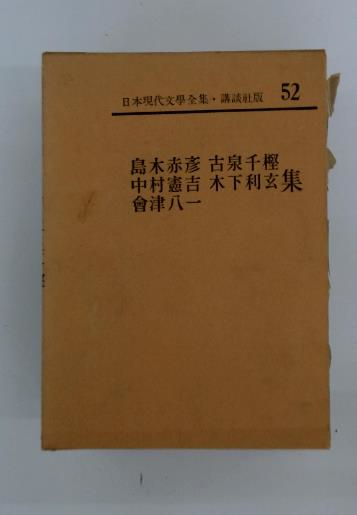 日本現代文學全集・講談社版 52
島木赤彥 古泉千樫
中村憲吉 木下利玄集
會津八一